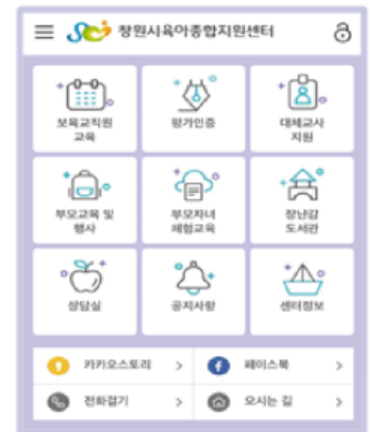 창원시육아종합지원센터
보육교직원
교육
평가인증
대체교사
지원
부모교육 및
행사
부모자녀
체험교육
장난감
도서관
상담실
공지사항
센터정보
카카오스토리
페이스북
전화걸기
오시는 길